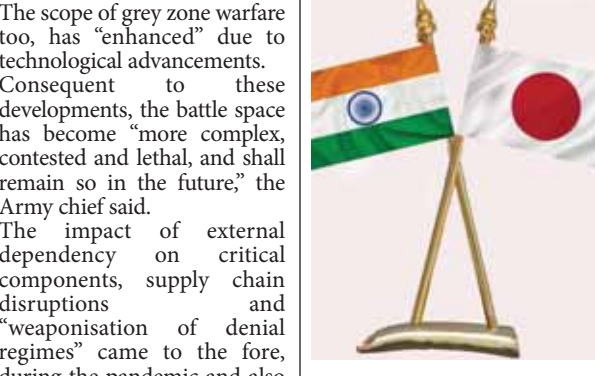 The scope of grey zone warfare
too, has “enhanced” due to
technological advancements.
Consequent to these
developments, the battle space
has become “more complex,
contested and lethal, and shall
remain so in the future,” the
Army chief said.
The impact of external
dependency on critical
components, supply chain
disruptions and
“weaponisation of denial
regimes” came to the fore,
during the pandemic and also